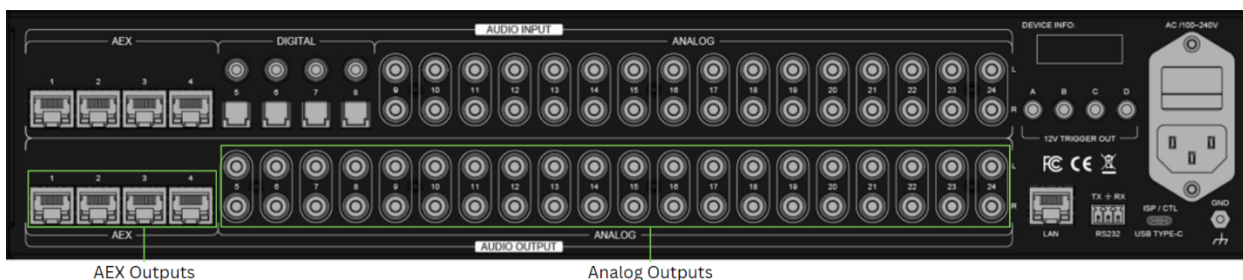 AUDIO INPUT
AEX
DIGITAL
ANALOG
DEVICE INFO:
AC /100~240V
1 2 3 4
5 6 7 8
9 10 11 12 13 14 15 16 17 18 19 20 21 22 23 24
L
R
A B C D
12V TRIGGER OUT
FC CE
1 2 3 4
5 6 7 8 9 10 11 12 13 14 15 16 17 18 19 20 21 22 23 24
L
R
TX RX
ISP / CTL
GND
LAN
RS232
USB TYPE-C
AEX
ANALOG
AUDIO OUTPUT
AEX Outputs
Analog Outputs